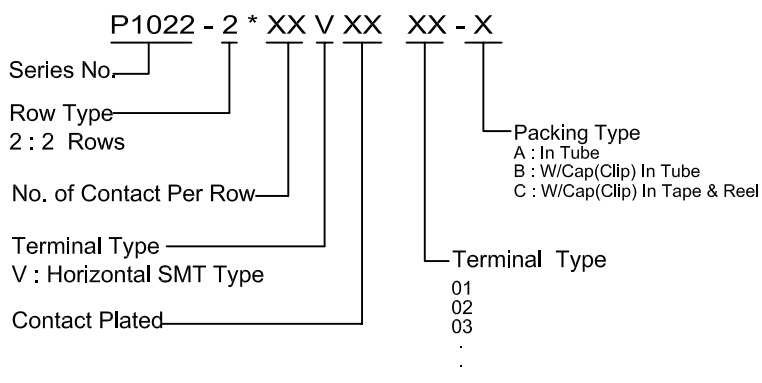 P1022 - 2 * XX V XX XX - X
Series No.
Row Type
2 : 2 Rows
No. of Contact Per Row
Terminal Type
V : Horizontal SMT Type
Contact Plated
Packing Type
A : In Tube
B : W/Cap(Clip) In Tube
C : W/Cap(Clip) In Tape & Reel
Terminal Type
01
02
03
.
.